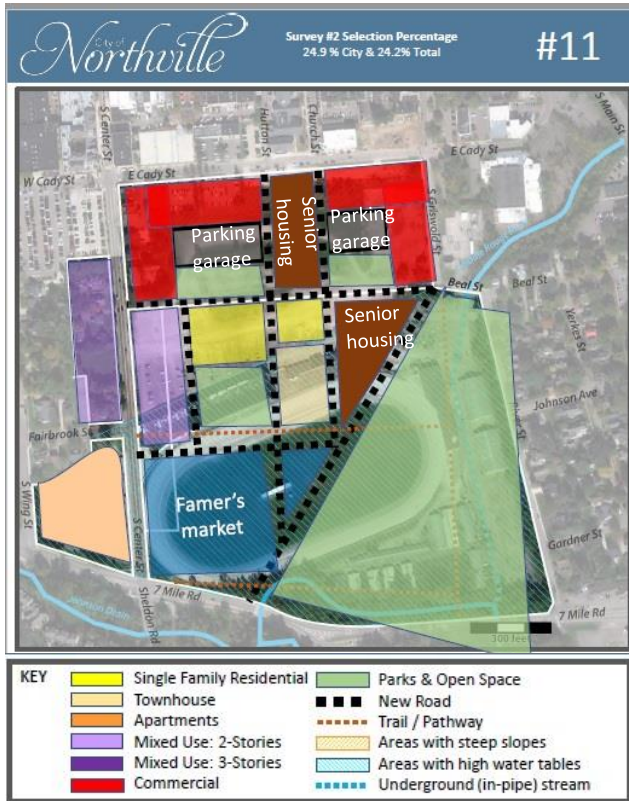 City of
Northville
Survey #2 Selection Percentage
24.9 % City & 24.2% Total
#11
S Center St
Hutton St
Church St
S Main St
W Cady St
E Cady St
E Cady St
S Griswold St
Parking
garage
Senior
housing
Parking
garage
Beal St
Beal St
Yerkes St
Senior
housing
Johnson Ave
Fairbrook St
S Wing St
Famer's
market
S Center St
Gardner St
Sheldon Rd
7 Mile Rd
7 Mile Rd
300 feet
KEY
Single Family Residential
Townhouse
Apartments
Mixed Use: 2-Stories
Mixed Use: 3-Stories
Commercial
Parks & Open Space
New Road
Trail / Pathway
Areas with steep slopes
Areas with high water tables
Underground (in-pipe) stream